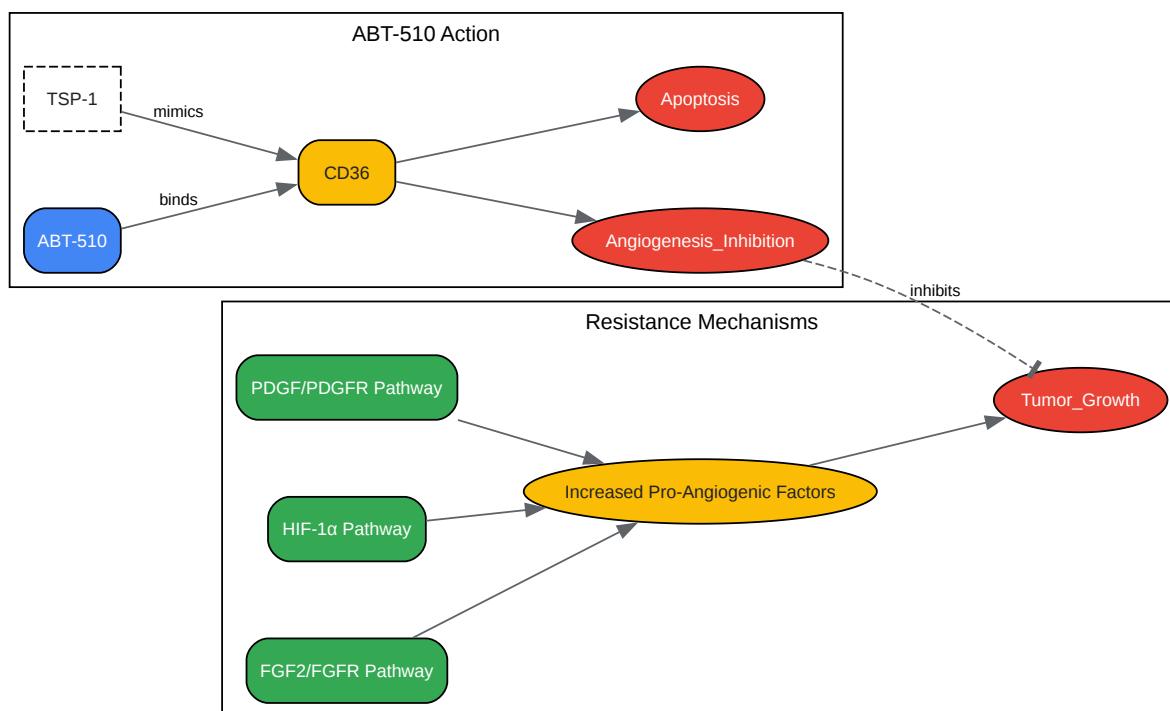 ABT-510 Action
TSP-1
mimics
Apoptosis
CD36
binds
ABT-510
Angiogenesis_Inhibition
inhibits
Resistance Mechanisms
PDGF/PDGFR Pathway
Tumor_Growth
Increased Pro-Angiogenic Factors
HIF-1α Pathway
FGF2/FGFR Pathway